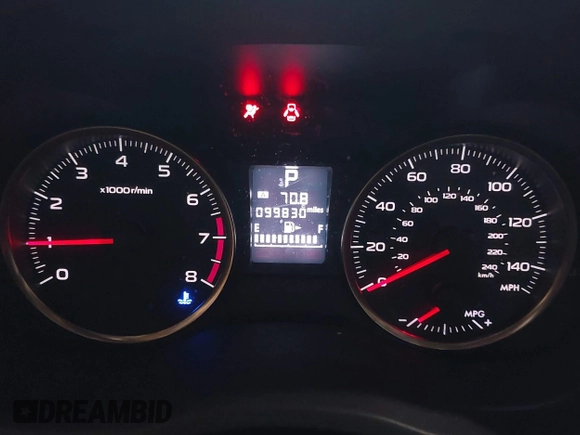 0 1 2 3 4 5 6 7 8
x1000r/min
P
70.8
099830 miles
E F
0 20 40 60 80 100 120 140
MPH
20 40 60 80 100 120 140 160 180 200 220 240
km/h
- +
MPG
DREAMBID